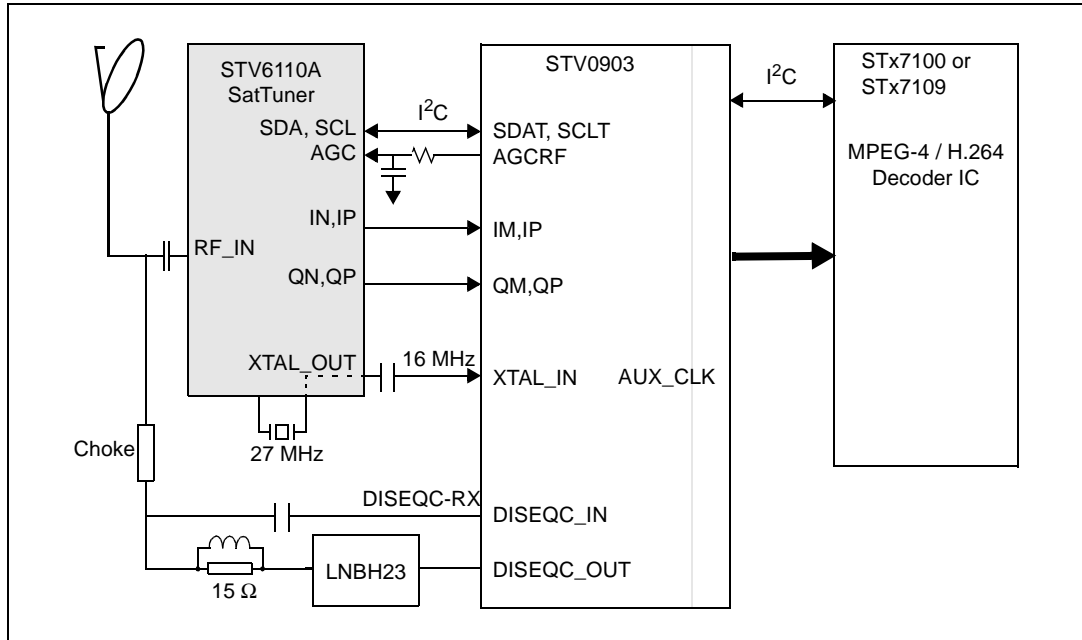 STV6110A
SatTuner
SDA, SCL
AGC
IN,IP
RF_IN
QN,QP
XTAL_OUT
27 MHz
I²C
16 MHz
STV0903
SDAT, SCLT
AGCRF
IM,IP
QM,QP
XTAL_IN
AUX_CLK
DISEQC_IN
DISEQC_OUT
I²C
STx7100 or
STx7109
MPEG-4 / H.264
Decoder IC
Choke
DISEQC-RX
15 Ω
LNBH23